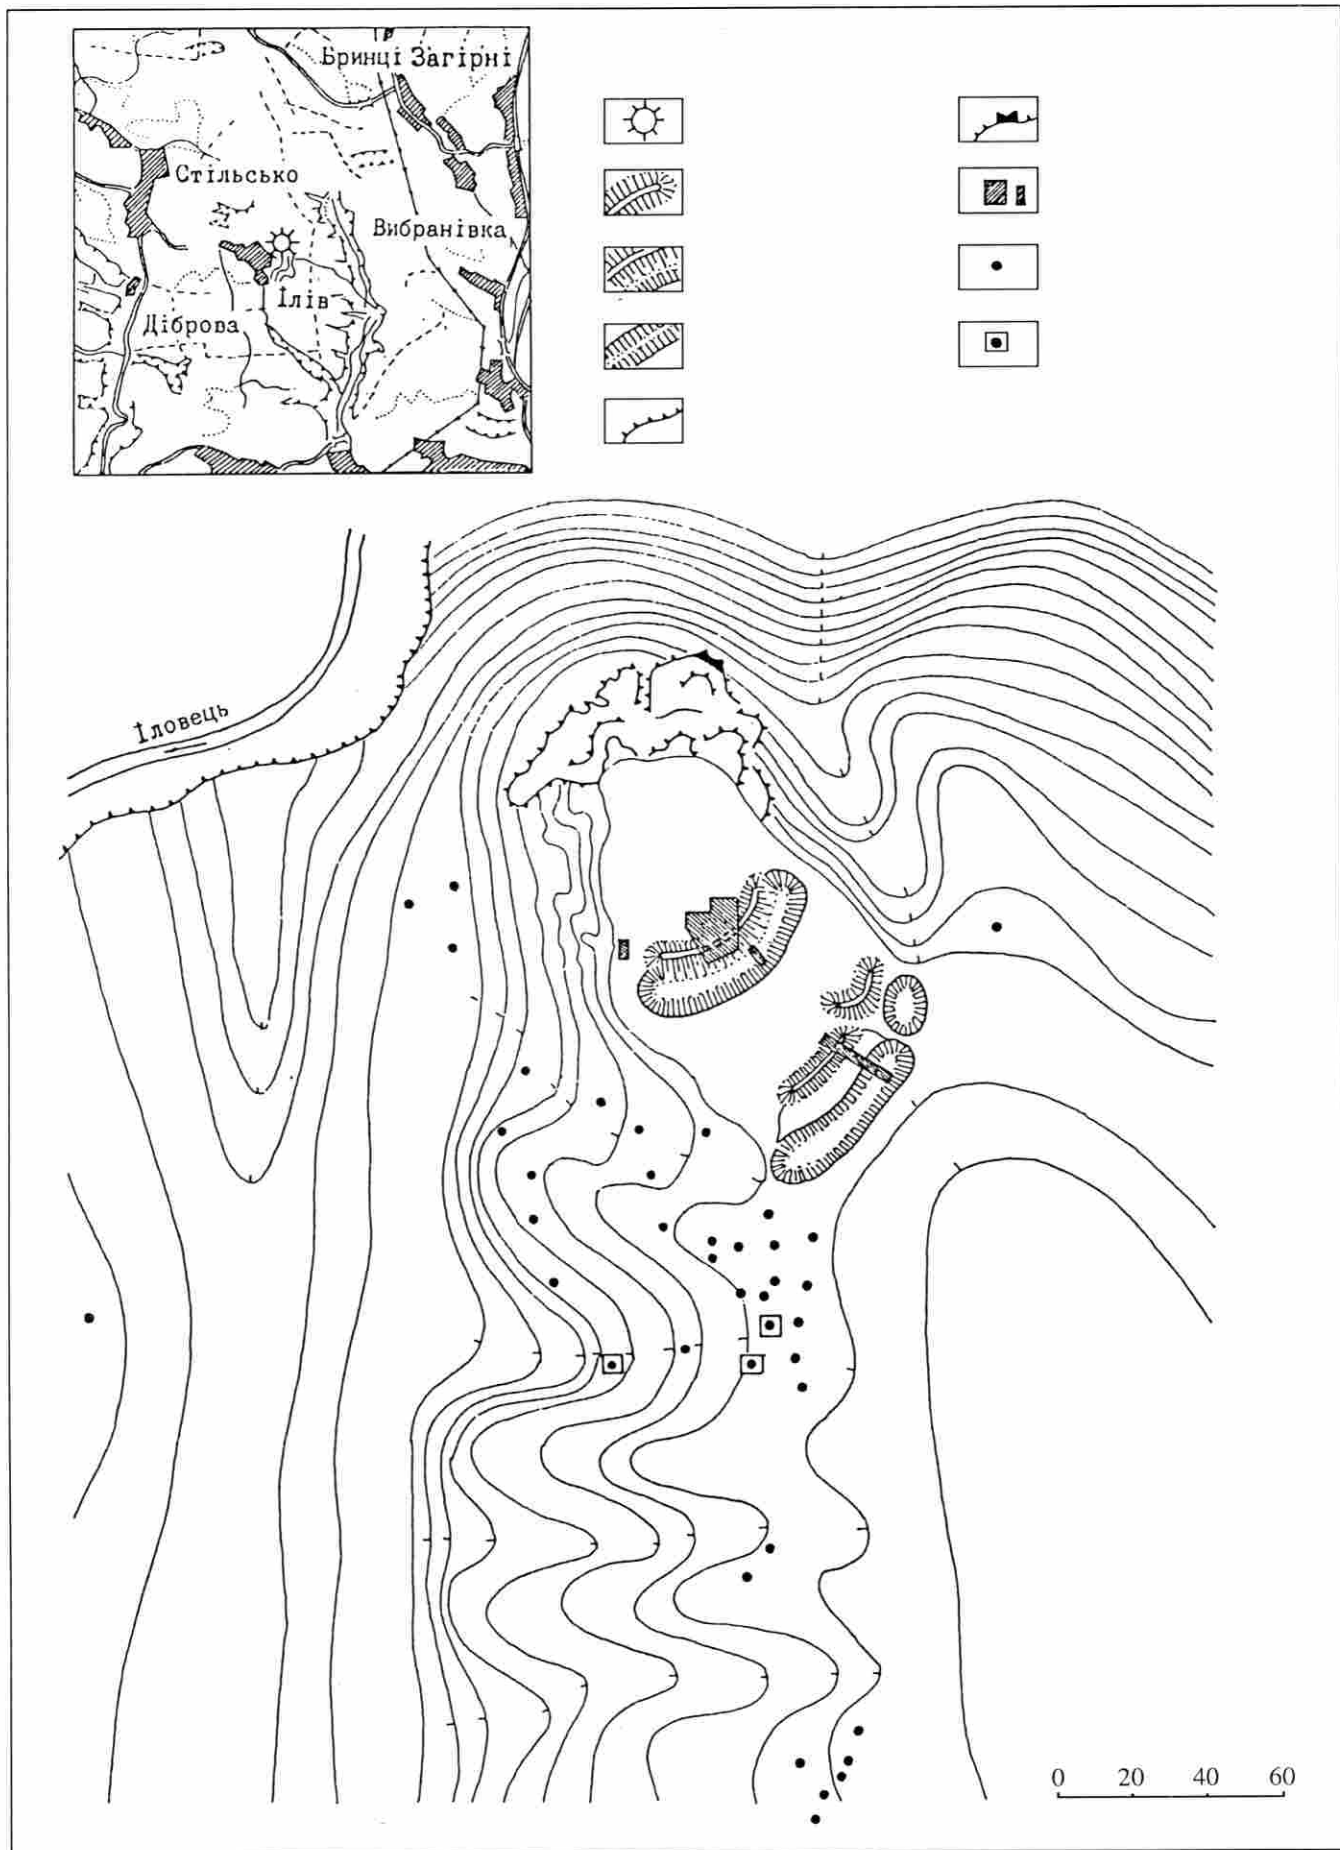 Бринці Загірні
Стільсько
Вибранівка
Ілів
Діброва
Іловець
0 20 40 60